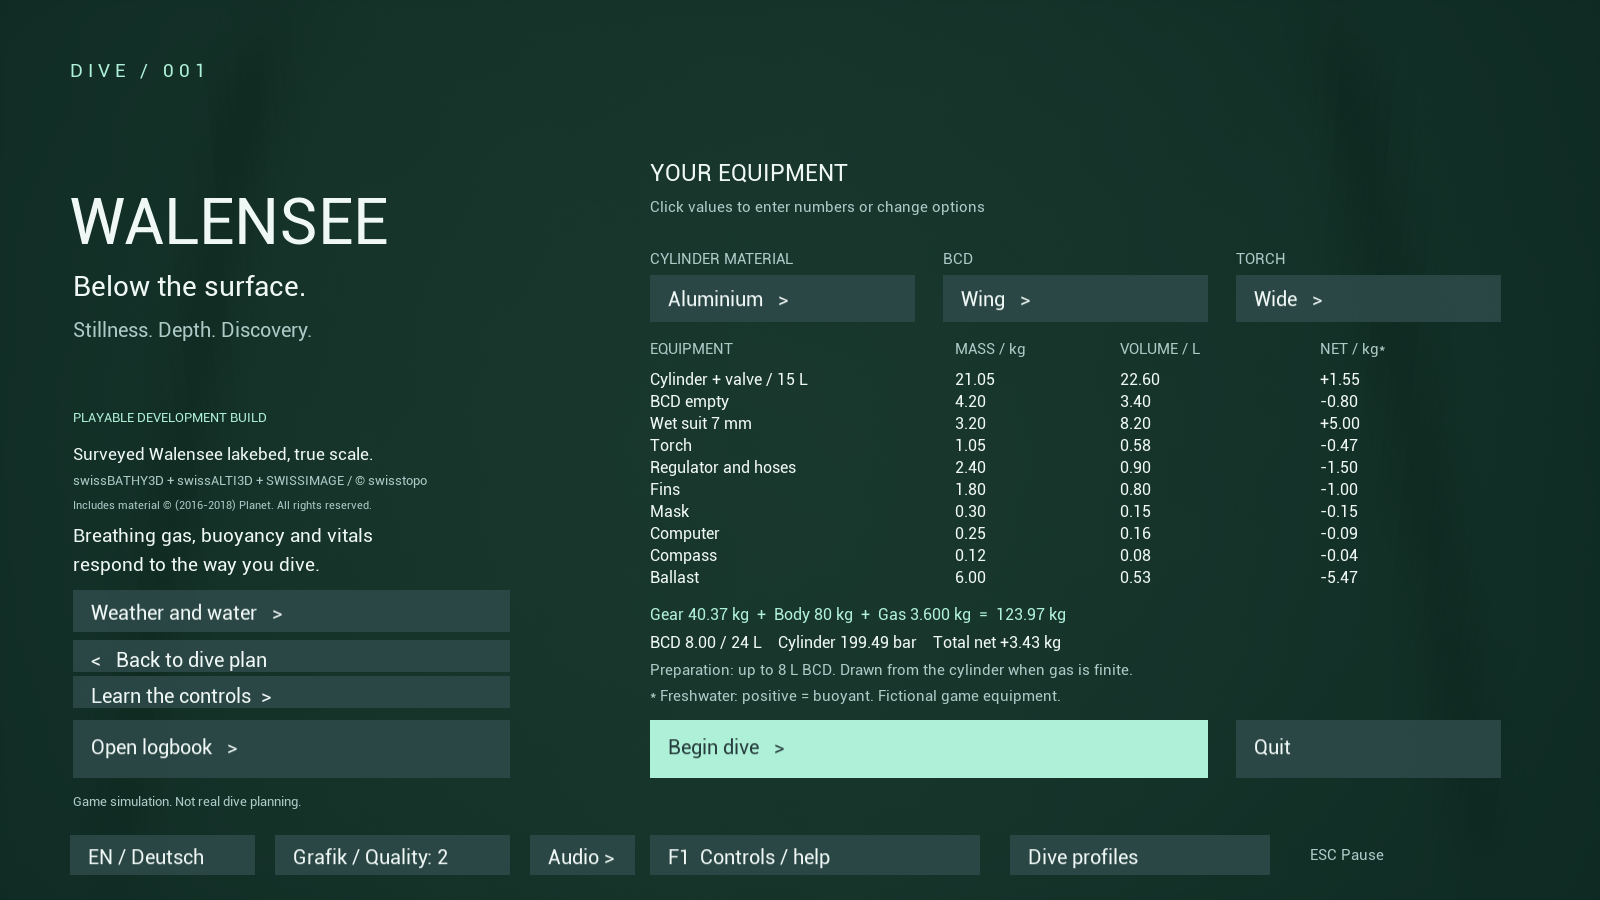 DIVE / 001
WALENSEE
Below the surface.
Stillness. Depth. Discovery.
PLAYABLE DEVELOPMENT BUILD
Surveyed Walensee lakebed, true scale.
swissBATHY3D + swissALTI3D + SWISSIMAGE / © swisstopo
Includes material © (2016-2018) Planet. All rights reserved.
Breathing gas, buoyancy and vitals
respond to the way you dive.
Weather and water >
< Back to dive plan
Learn the controls >
Open logbook >
Game simulation. Not real dive planning.
YOUR EQUIPMENT
Click values to enter numbers or change options
CYLINDER MATERIAL BCD TORCH
Aluminium > Wing > Wide >
EQUIPMENT MASS / kg VOLUME / L NET / kg*
Cylinder + valve / 15 L 21.05 22.60 +1.55
BCD empty 4.20 3.40 -0.80
Wet suit 7 mm 3.20 8.20 +5.00
Torch 1.05 0.58 -0.47
Regulator and hoses 2.40 0.90 -1.50
Fins 1.80 0.80 -1.00
Mask 0.30 0.15 -0.15
Computer 0.25 0.16 -0.09
Compass 0.12 0.08 -0.04
Ballast 6.00 0.53 -5.47
Gear 40.37 kg + Body 80 kg + Gas 3.600 kg = 123.97 kg
BCD 8.00 / 24 L Cylinder 199.49 bar Total net +3.43 kg
Preparation: up to 8 L BCD. Drawn from the cylinder when gas is finite.
* Freshwater: positive = buoyant. Fictional game equipment.
Begin dive > Quit
EN / Deutsch Grafik / Quality: 2 Audio > F1 Controls / help Dive profiles ESC Pause